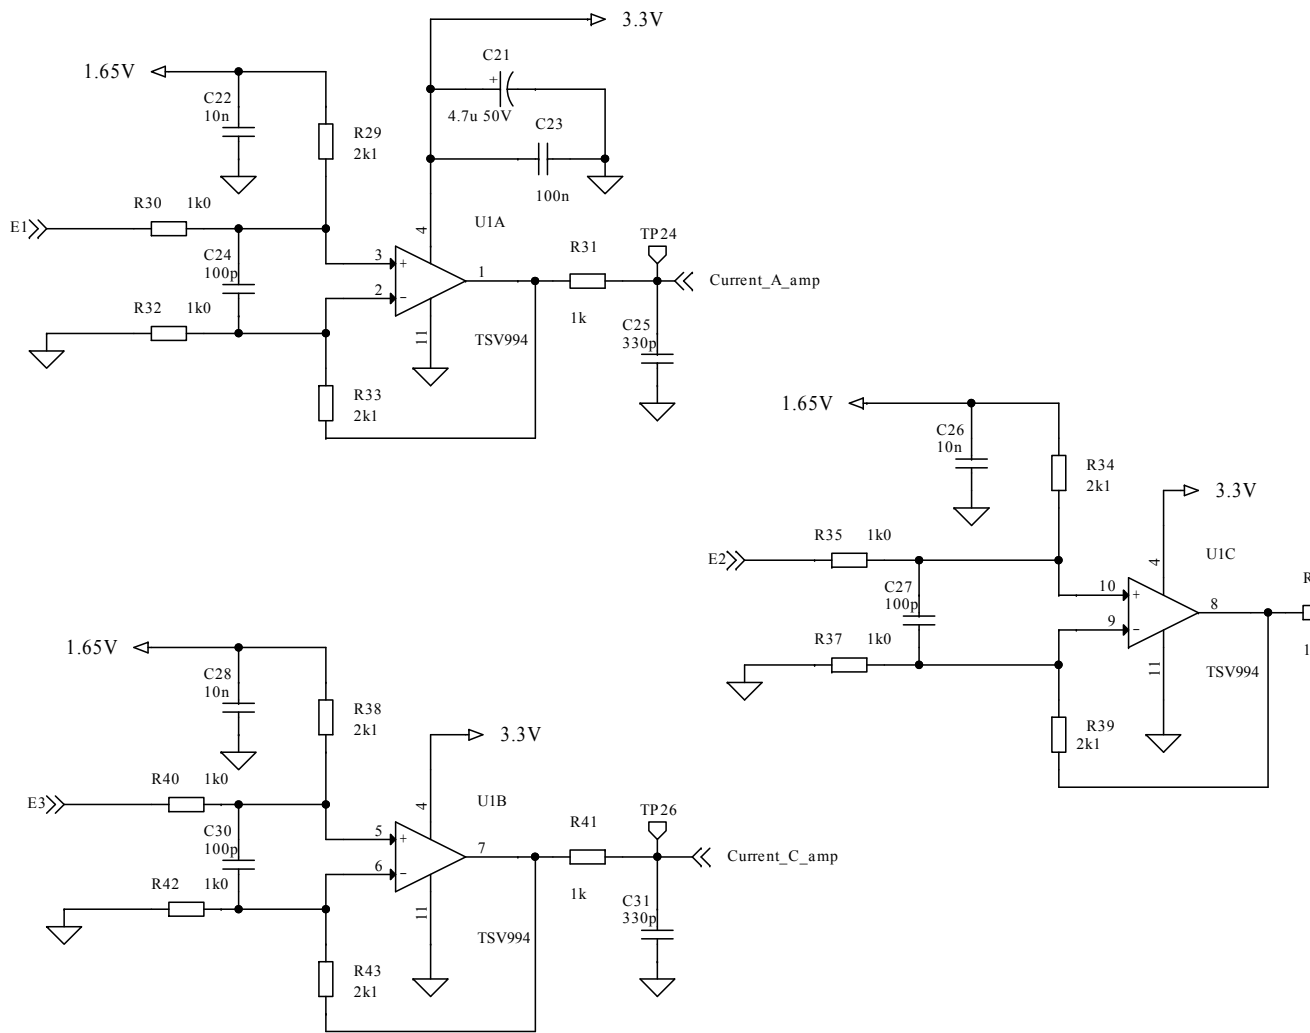 3.3V
1.65V
C21
C22
10n
4.7u 50V
C23
R29
2k1
100n
R30 1k0
E1
U1A
4
TP24
C24
100p
3
R31
1
Current_A_amp
2
R32 1k0
1k
C25
330p
11
TSV994
R33
2k1
1.65V
C26
10n
R34
2k1
3.3V
R35 1k0
E2
U1C
4
C27
100p
10
8
R
9
R37 1k0
1
11
TSV994
R39
2k1
1.65V
C28
10n
R38
2k1
3.3V
R40 1k0
E3
U1B
4
TP26
C30
100p
5
R41
7
Current_C_amp
6
R42 1k0
1k
C31
330p
11
TSV994
R43
2k1